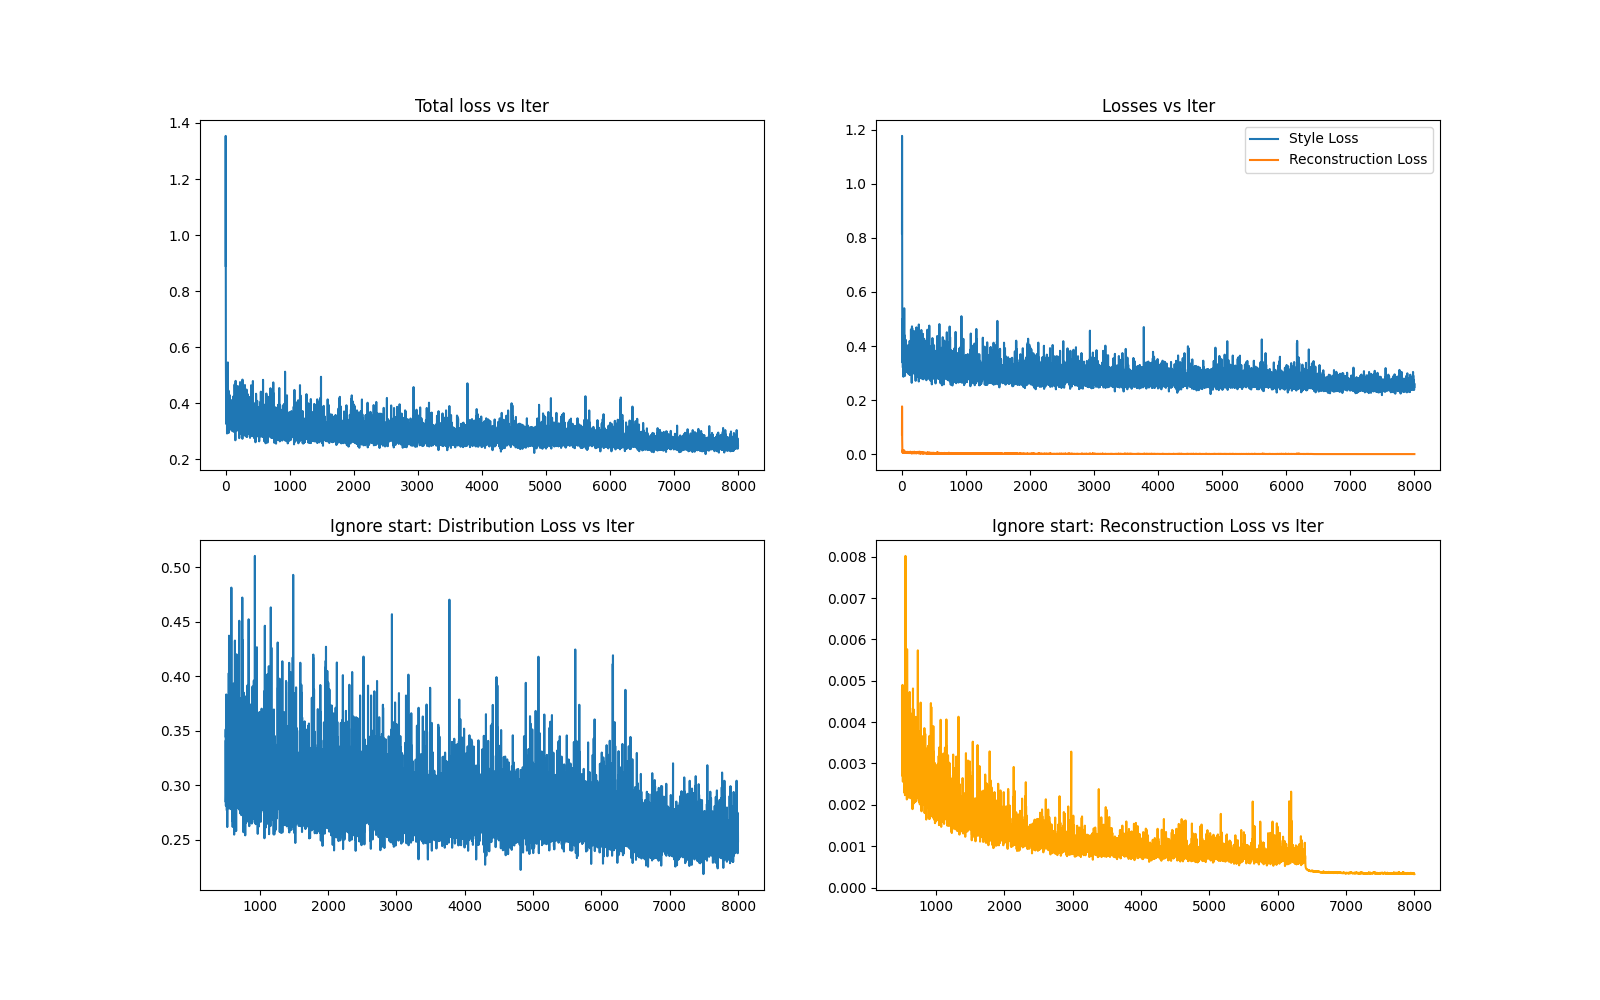 Total loss vs Iter
1.4
1.2
1.0
0.8
0.6
0.4
0.2
0 1000 2000 3000 4000 5000 6000 7000 8000
Losses vs Iter
Style Loss
Reconstruction Loss
1.2
1.0
0.8
0.6
0.4
0.2
0.0
0 1000 2000 3000 4000 5000 6000 7000 8000
Ignore start: Distribution Loss vs Iter
0.50
0.45
0.40
0.35
0.30
0.25
1000 2000 3000 4000 5000 6000 7000 8000
Ignore start: Reconstruction Loss vs Iter
0.008
0.007
0.006
0.005
0.004
0.003
0.002
0.001
0.000
1000 2000 3000 4000 5000 6000 7000 8000